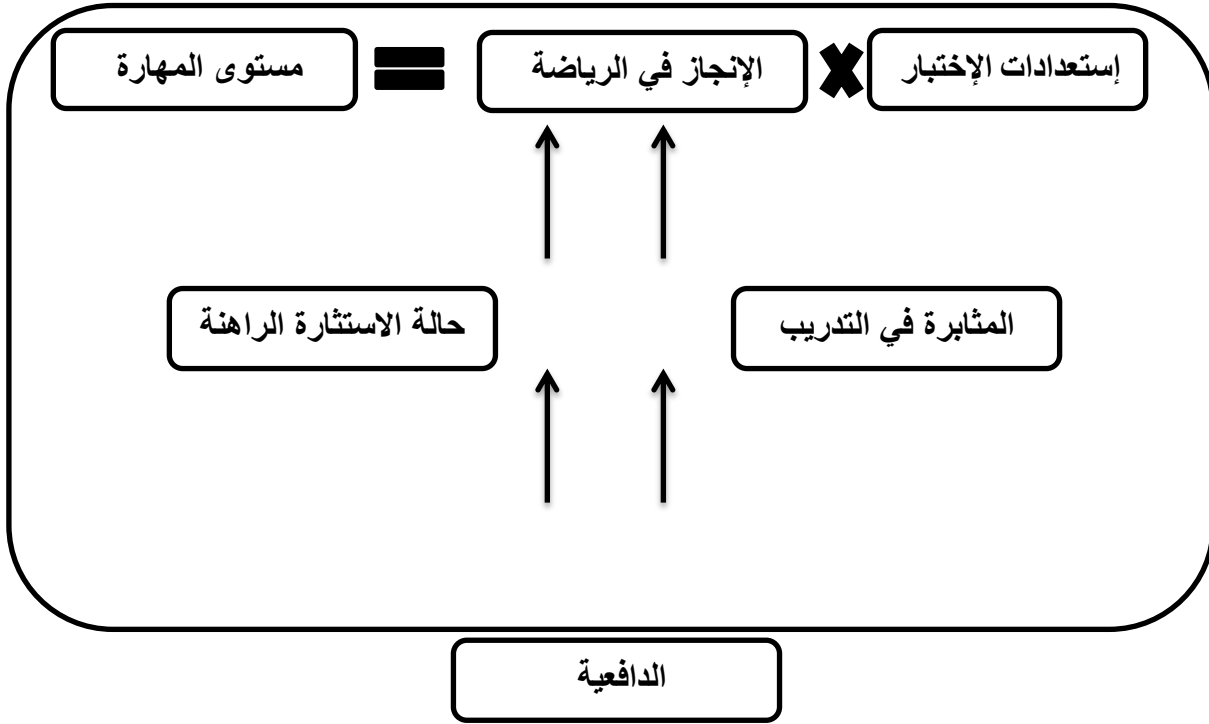 إستعدادات الإختبار
الإنجاز في الرياضة
مستوى المهارة
المثابرة في التدريب
حالة الاستثارة الراهنة
الدافعية